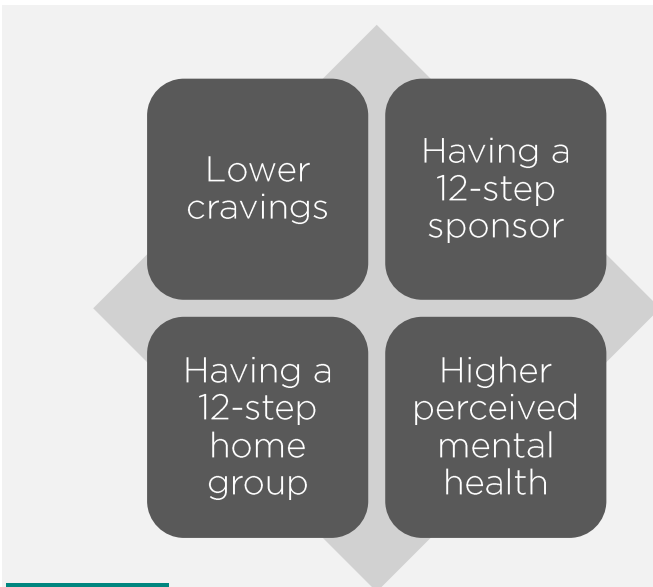 Lower
cravings
Having a
12-step
sponsor
Having a
12-step
home
group
Higher
perceived
mental
health